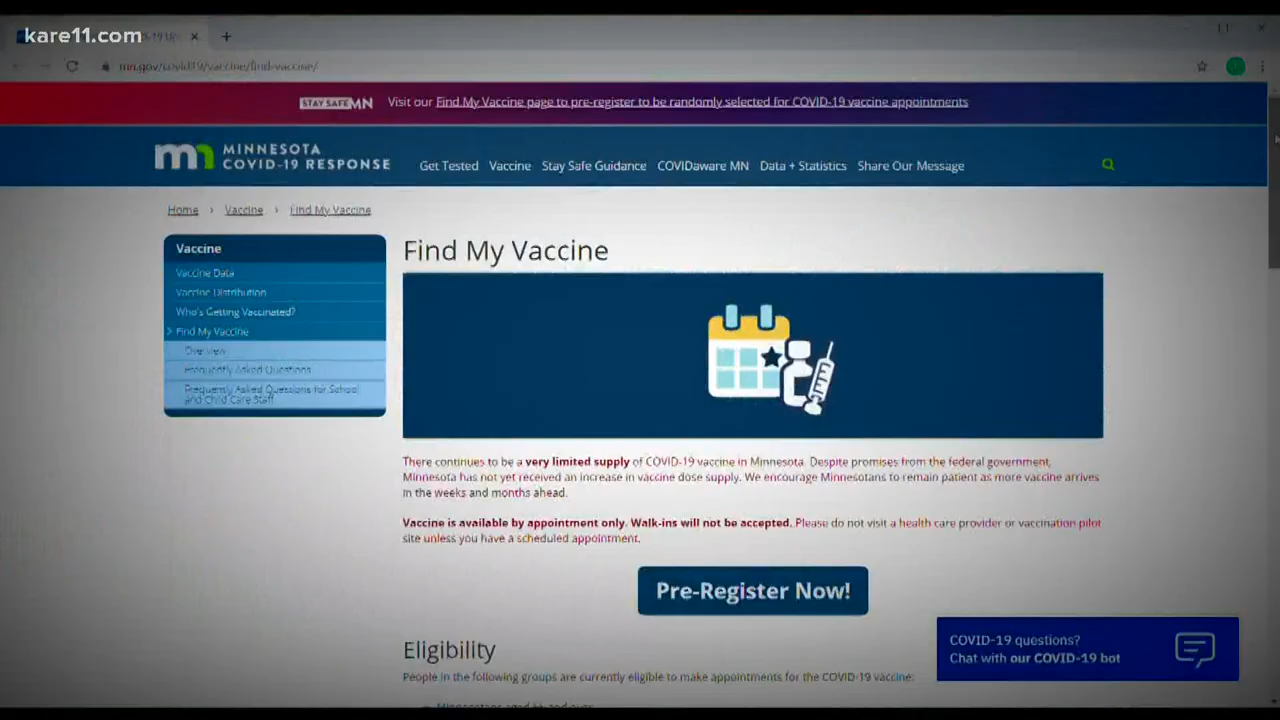 kare11.com
mn.gov/covid19/vaccine/find-vaccine/
STAY SAFE MN Visit our Find My Vaccine page to pre-register to be randomly selected for COVID-19 vaccine appointments
mn MINNESOTA
COVID-19 RESPONSE
Get Tested Vaccine Stay Safe Guidance COVIDaware MN Data + Statistics Share Our Message
Home › Vaccine › Find My Vaccine
Vaccine
Vaccine Data
Vaccine Distribution
Who's Getting Vaccinated?
Find My Vaccine
Overview
Frequently Asked Questions
Frequently Asked Questions for School
and Child Care Staff
Find My Vaccine
There continues to be a very limited supply of COVID-19 vaccine in Minnesota. Despite promises from the federal government,
Minnesota has not yet received an increase in vaccine dose supply. We encourage Minnesotans to remain patient as more vaccine arrives
in the weeks and months ahead.
Vaccine is available by appointment only. Walk-ins will not be accepted. Please do not visit a health care provider or vaccination pilot
site unless you have a scheduled appointment.
Pre-Register Now!
Eligibility
People in the following groups are currently eligible to make appointments for the COVID-19 vaccine:
COVID-19 questions?
Chat with our COVID-19 bot